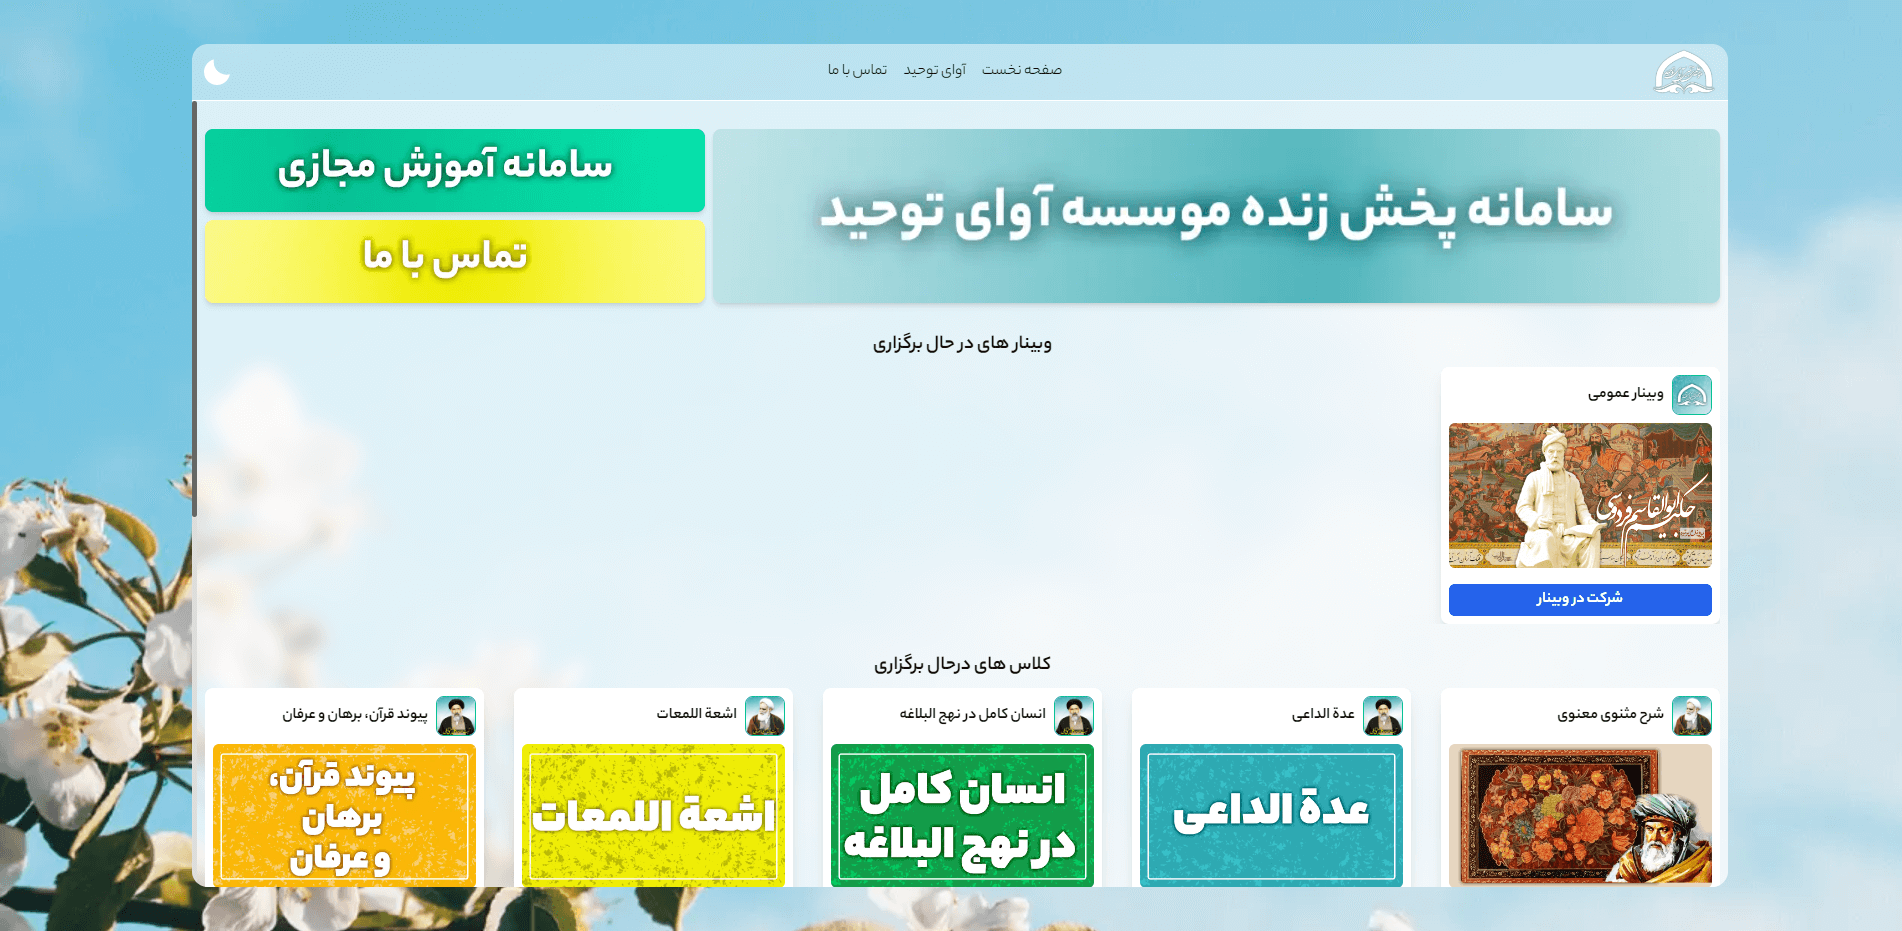 صفحه نخست
آوای توحید
تماس با ما
سامانه پخش زنده موسسه آوای توحید
سامانه آموزش مجازی
تماس با ما
وبینار های در حال برگزاری
وبینار عمومی
حکیم ابوالقاسم فردوسی
شرکت در وبینار
کلاس های درحال برگزاری
شرح مثنوی معنوی
عدة الداعی
عدة الداعی
انسان کامل در نهج البلاغه
انسان کامل
در نهج البلاغه
اشعة اللمعات
اشعة اللمعات
پیوند قرآن، برهان و عرفان
پیوند قرآن،
برهان
و عرفان